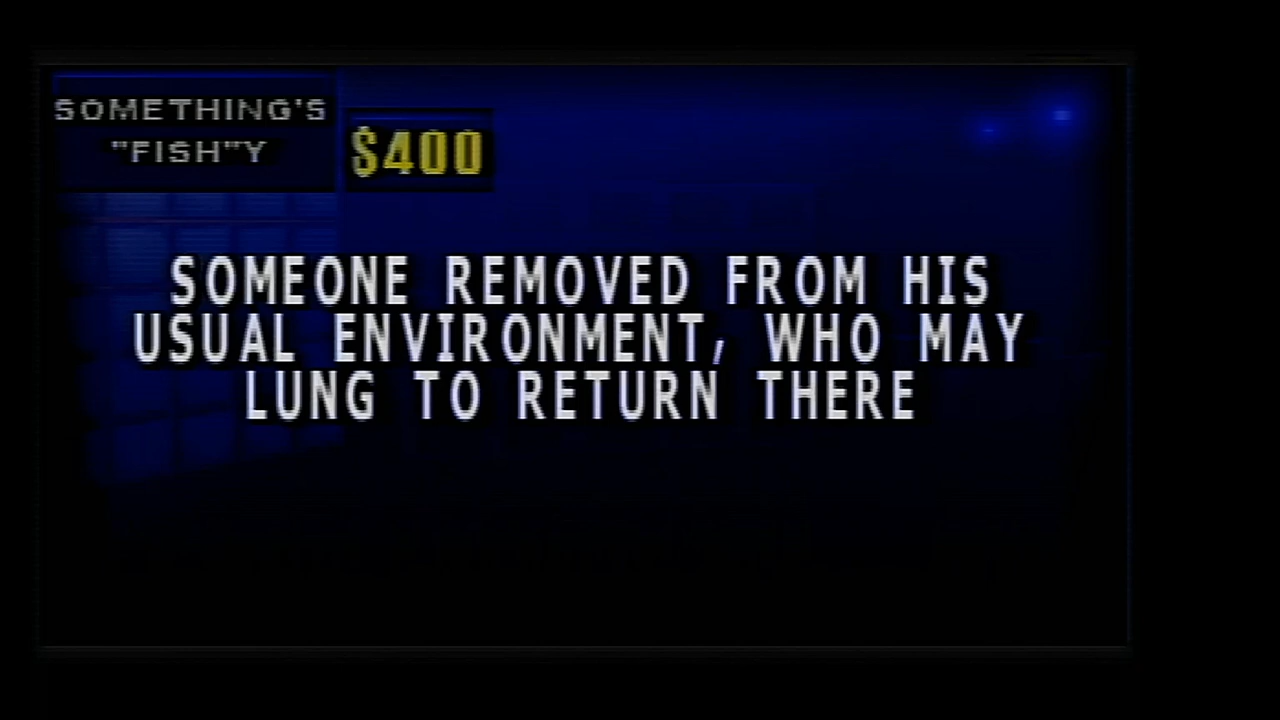 SOMETHING'S
"FISH"Y
$400
SOMEONE REMOVED FROM HIS
USUAL ENVIRONMENT, WHO MAY
LUNG TO RETURN THERE